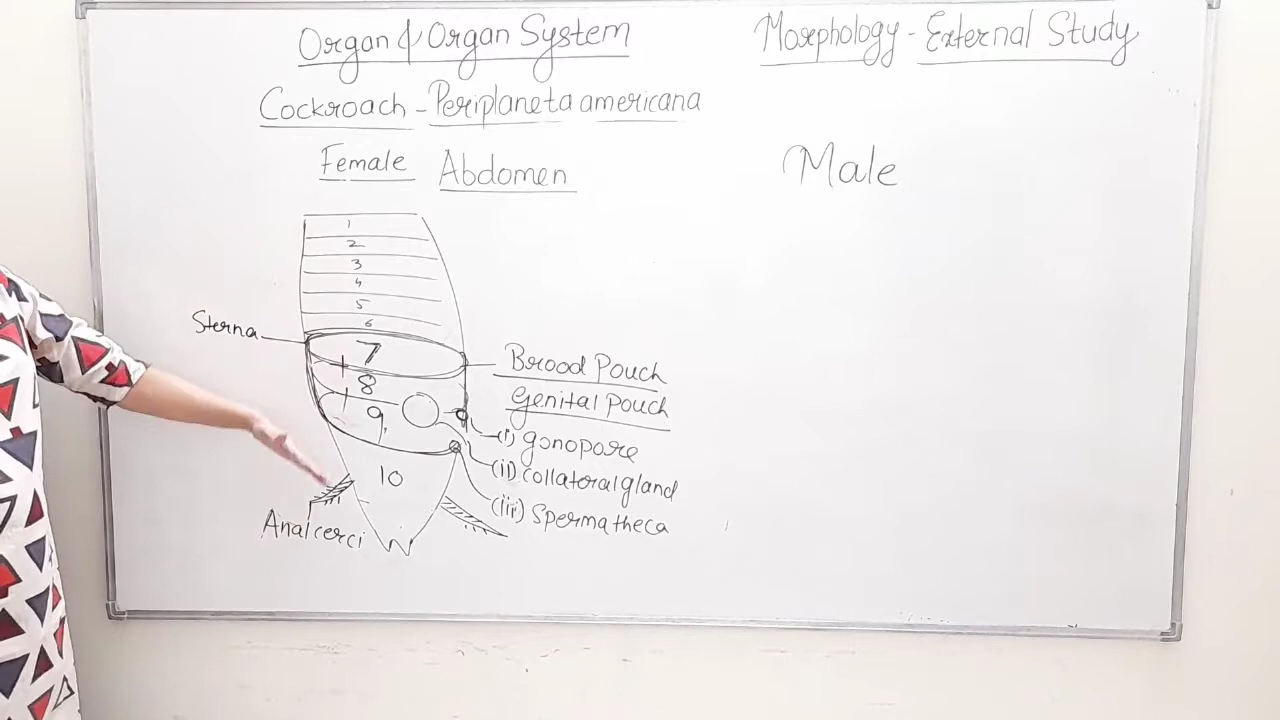 Organ & Organ System
Morphology - External Study
Cockroach - Periplaneta americana
Female Abdomen
Male
1
2
3
4
5
6
Sterna
7
Brood Pouch
8
Genital Pouch
9
(i) gonopore
10
(ii) collateral gland
(iii) spermatheca
Anal cerci